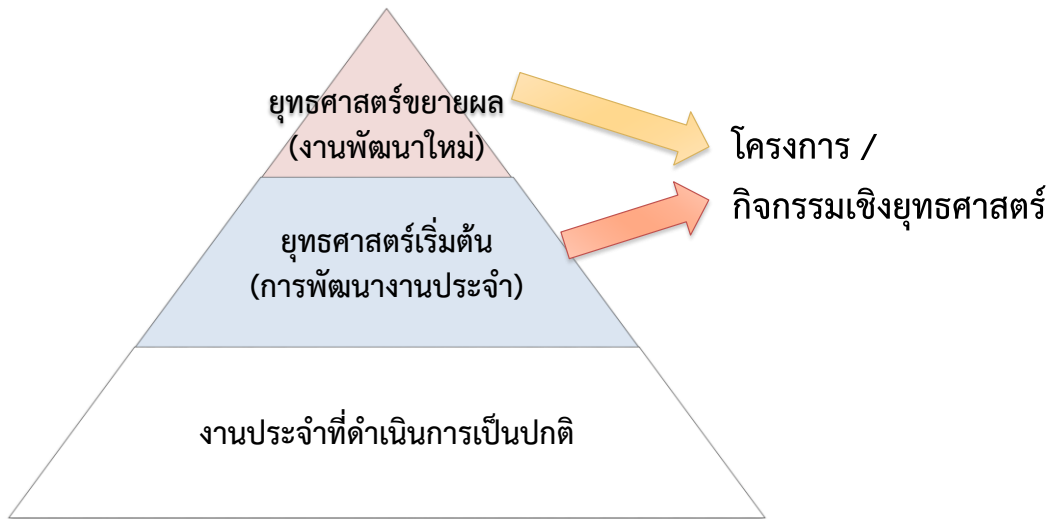 ยุทธศาสตร์ขยายผล
(งานพัฒนาใหม่)
โครงการ /
กิจกรรมเชิงยุทธศาสตร์
ยุทธศาสตร์เริ่มต้น
(การพัฒนางานประจำ)
งานประจำที่ดำเนินการเป็นปกติ